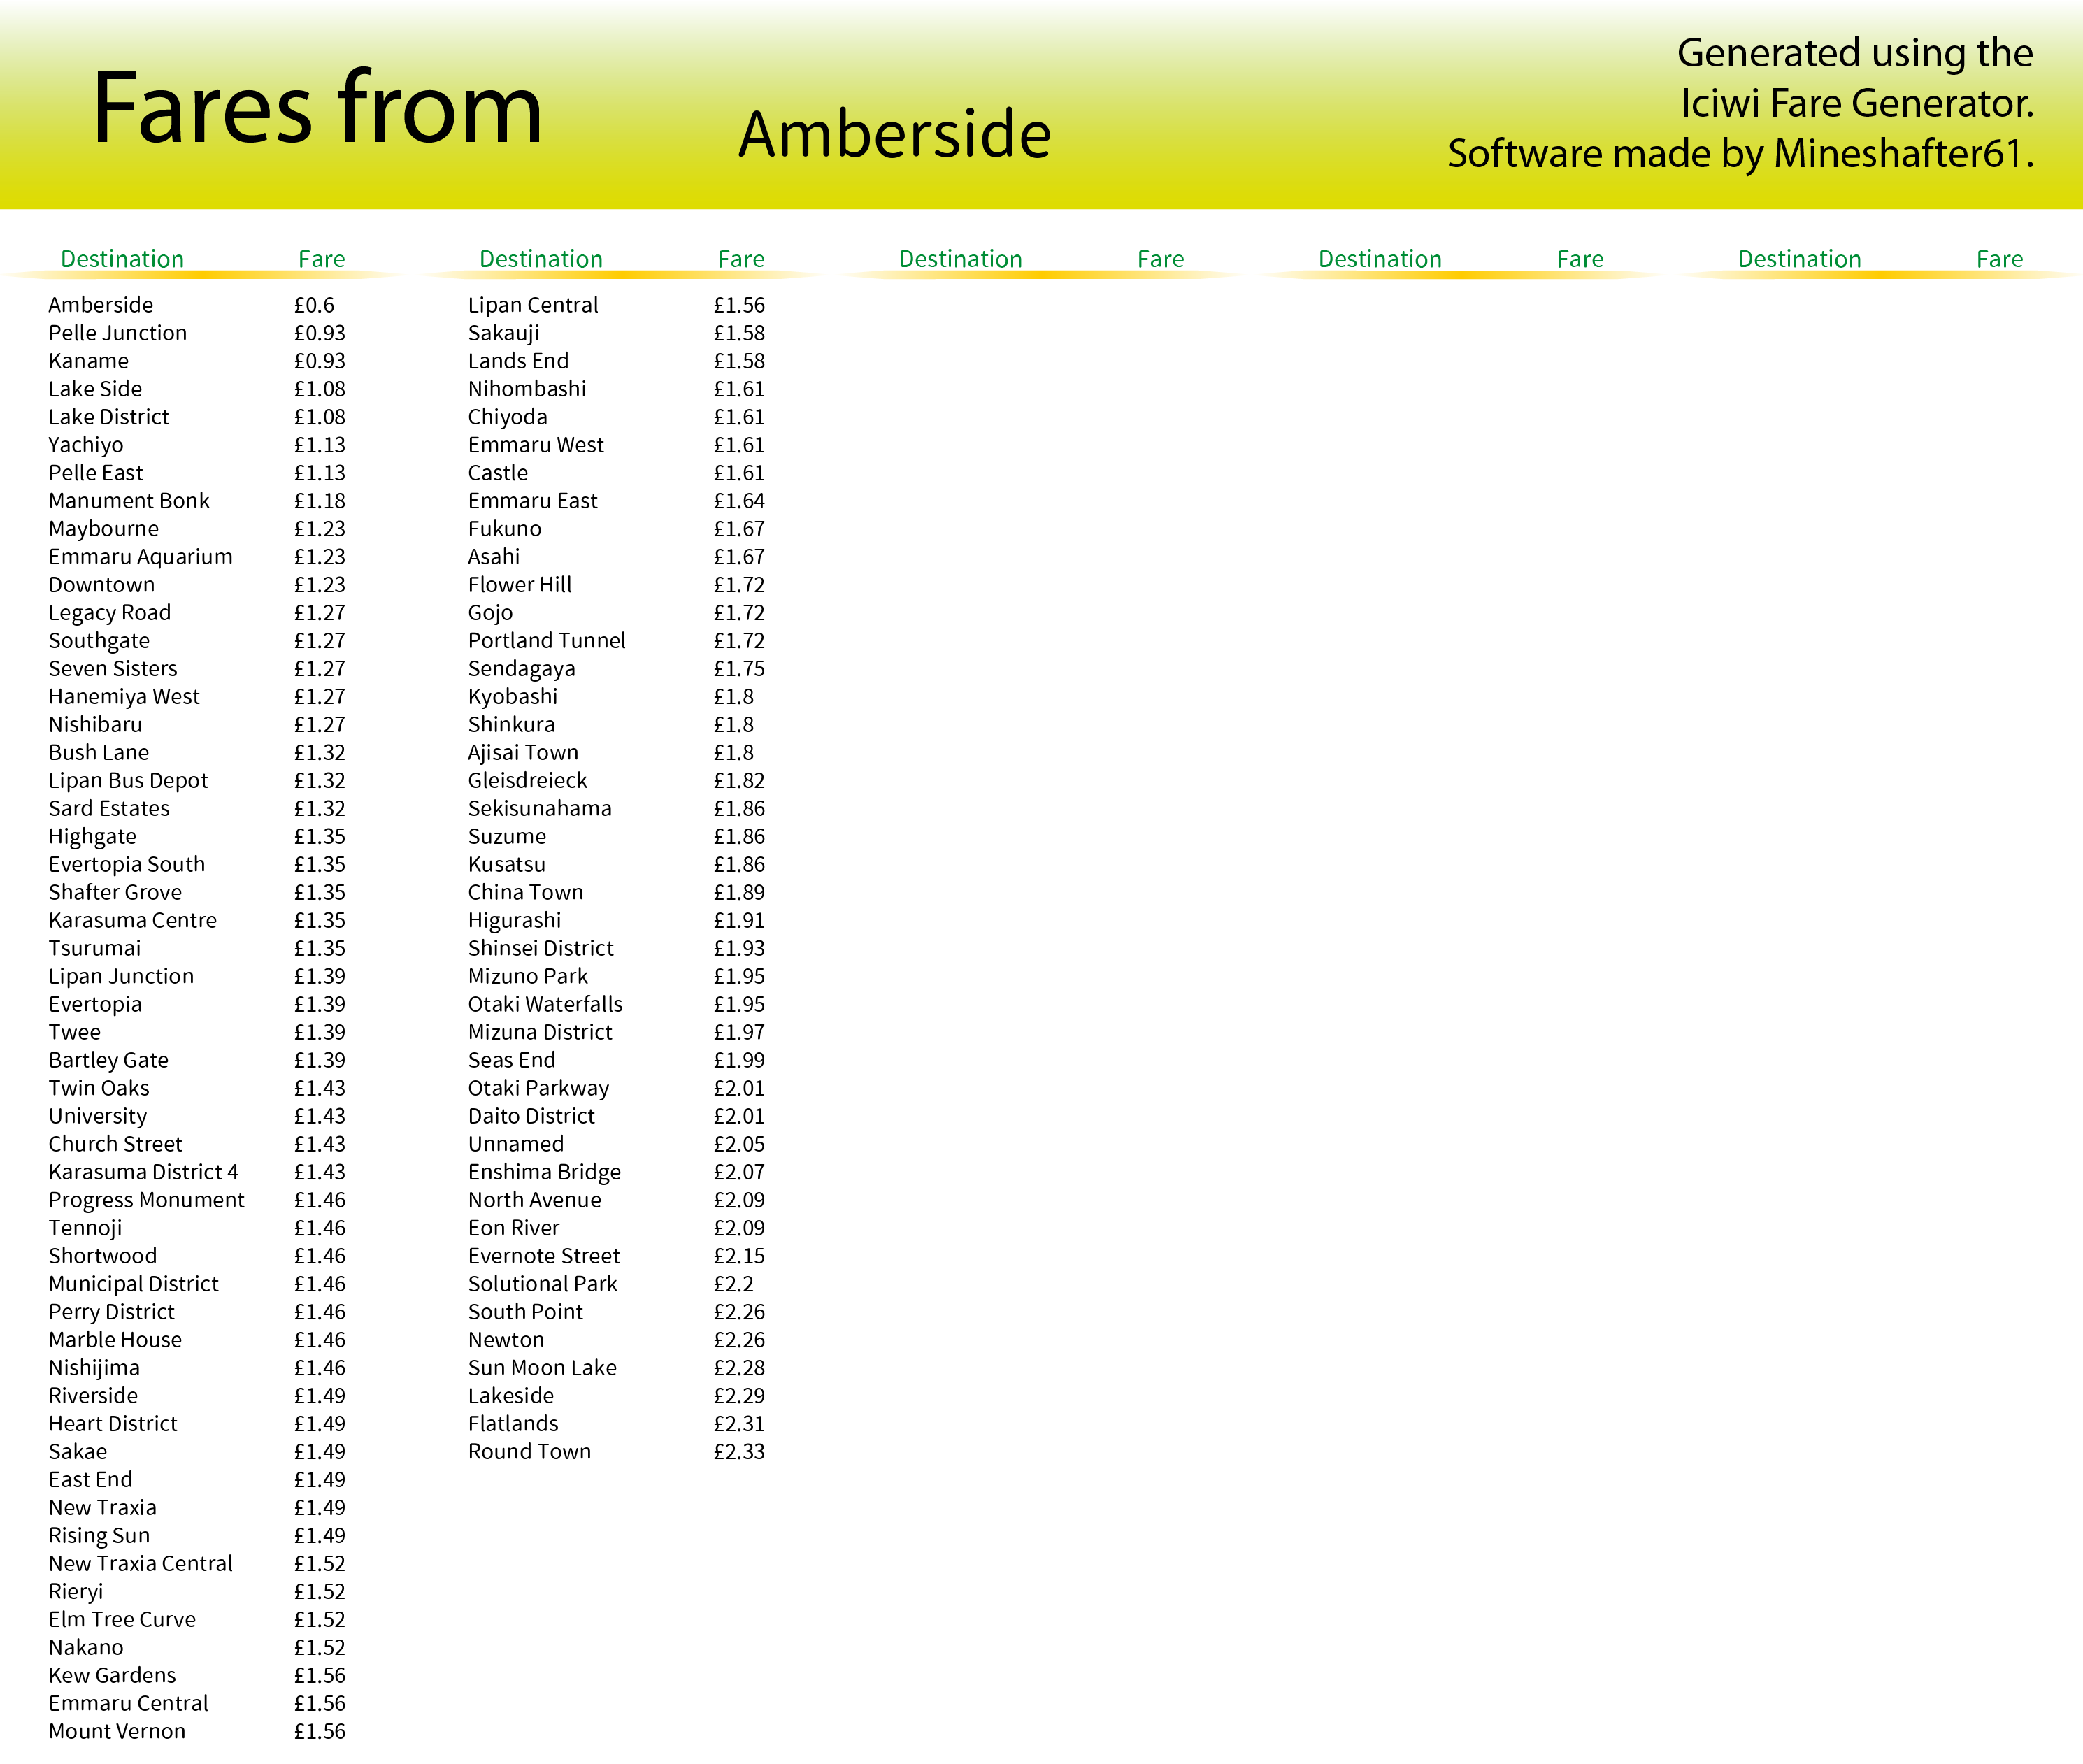 Fares from
Amberside
Generated using the
Iciwi Fare Generator.
Software made by Mineshafter61.
Destination Fare
Amberside £0.6
Pelle Junction £0.93
Kaname £0.93
Lake Side £1.08
Lake District £1.08
Yachiyo £1.13
Pelle East £1.13
Manument Bonk £1.18
Maybourne £1.23
Emmaru Aquarium £1.23
Downtown £1.23
Legacy Road £1.27
Southgate £1.27
Seven Sisters £1.27
Hanemiya West £1.27
Nishibaru £1.27
Bush Lane £1.32
Lipan Bus Depot £1.32
Sard Estates £1.32
Highgate £1.35
Evertopia South £1.35
Shafter Grove £1.35
Karasuma Centre £1.35
Tsurumai £1.35
Lipan Junction £1.39
Evertopia £1.39
Twee £1.39
Bartley Gate £1.39
Twin Oaks £1.43
University £1.43
Church Street £1.43
Karasuma District 4 £1.43
Progress Monument £1.46
Tennoji £1.46
Shortwood £1.46
Municipal District £1.46
Perry District £1.46
Marble House £1.46
Nishijima £1.46
Riverside £1.49
Heart District £1.49
Sakae £1.49
East End £1.49
New Traxia £1.49
Rising Sun £1.49
New Traxia Central £1.52
Rieryi £1.52
Elm Tree Curve £1.52
Nakano £1.52
Kew Gardens £1.56
Emmaru Central £1.56
Mount Vernon £1.56
Destination Fare
Lipan Central £1.56
Sakauji £1.58
Lands End £1.58
Nihombashi £1.61
Chiyoda £1.61
Emmaru West £1.61
Castle £1.61
Emmaru East £1.64
Fukuno £1.67
Asahi £1.67
Flower Hill £1.72
Gojo £1.72
Portland Tunnel £1.72
Sendagaya £1.75
Kyobashi £1.8
Shinkura £1.8
Ajisai Town £1.8
Gleisdreieck £1.82
Sekisunahama £1.86
Suzume £1.86
Kusatsu £1.86
China Town £1.89
Higurashi £1.91
Shinsei District £1.93
Mizuno Park £1.95
Otaki Waterfalls £1.95
Mizuna District £1.97
Seas End £1.99
Otaki Parkway £2.01
Daito District £2.01
Unnamed £2.05
Enshima Bridge £2.07
North Avenue £2.09
Eon River £2.09
Evernote Street £2.15
Solutional Park £2.2
South Point £2.26
Newton £2.26
Sun Moon Lake £2.28
Lakeside £2.29
Flatlands £2.31
Round Town £2.33
Destination Fare
Destination Fare
Destination Fare